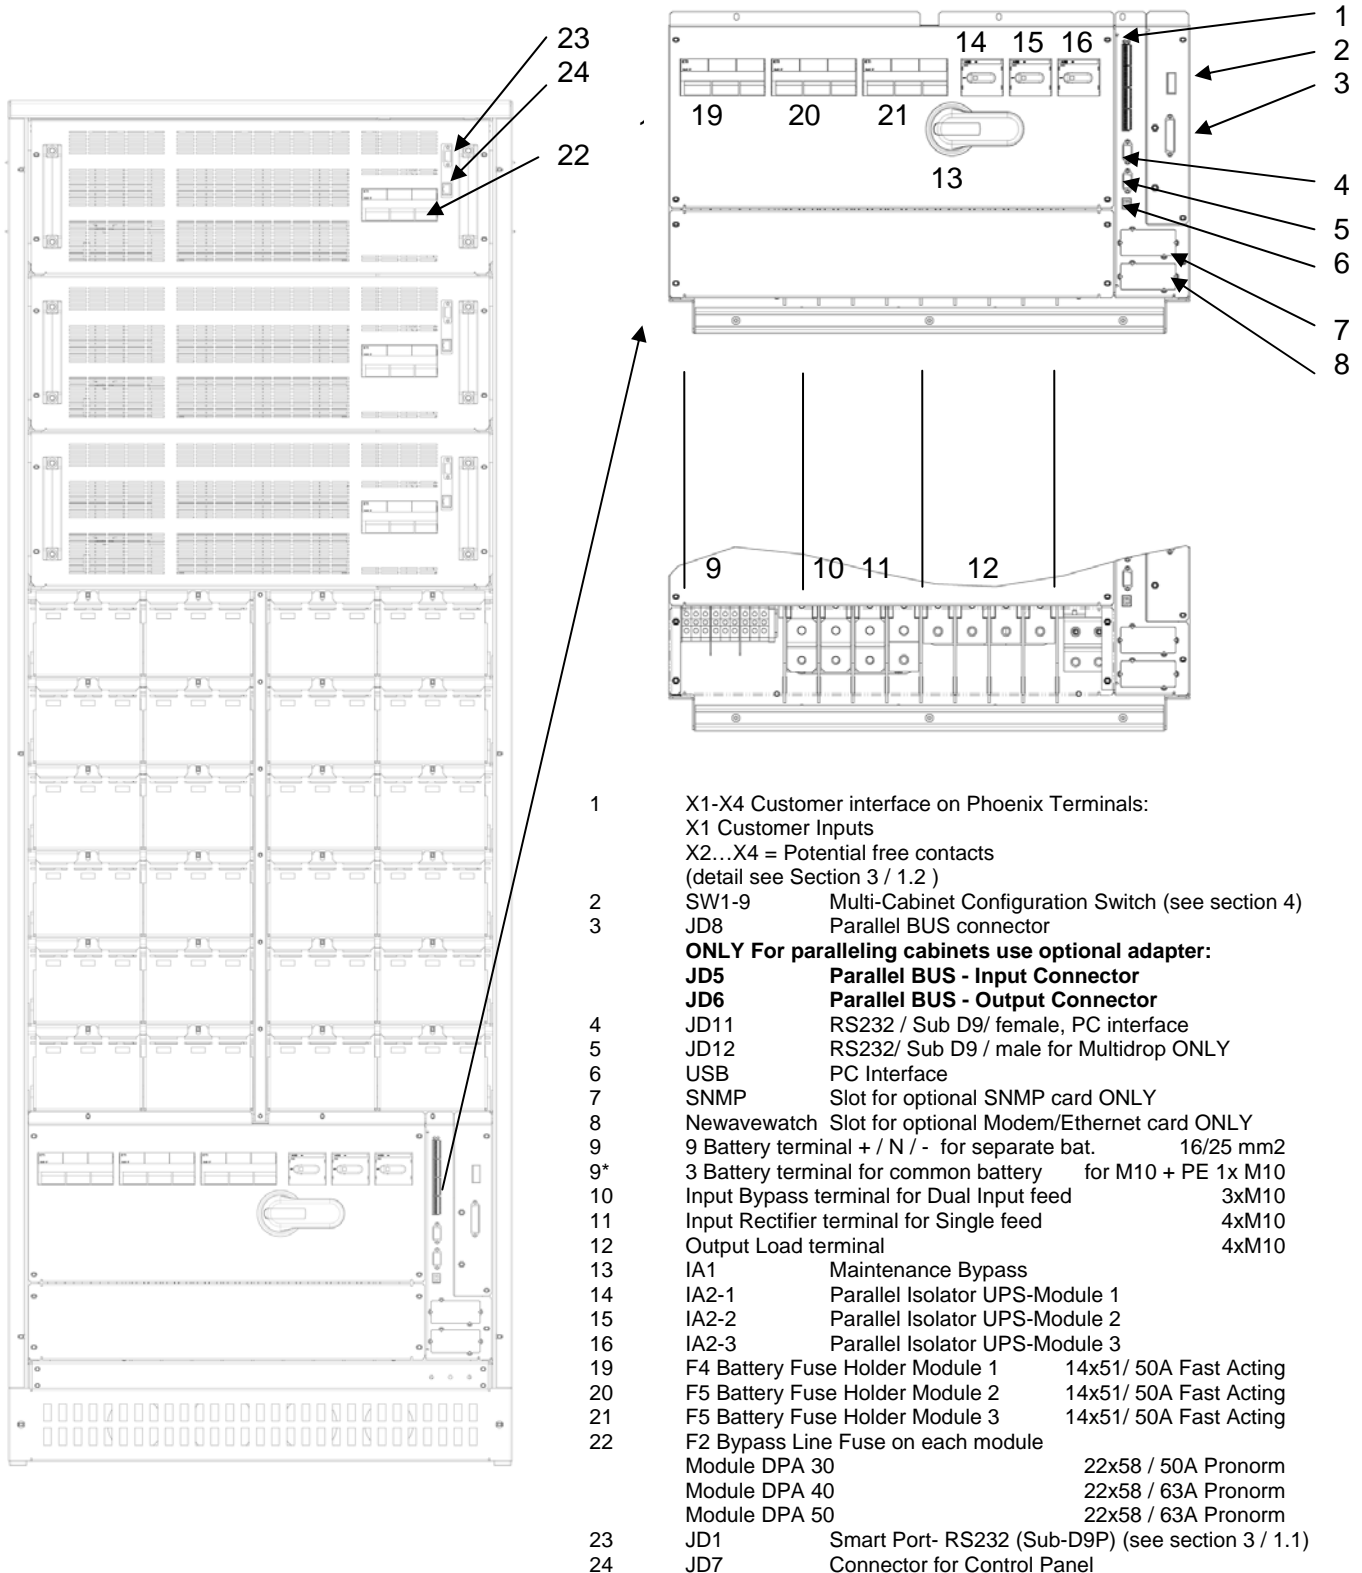 23
24
22
14 15 16
19 20 21
13
1
2
3
4
5
6
7
8
9 10 11 12
1 X1-X4 Customer interface on Phoenix Terminals:
X1 Customer Inputs
X2…X4 = Potential free contacts
(detail see Section 3 / 1.2 )
2 SW1-9 Multi-Cabinet Configuration Switch (see section 4)
3 JD8 Parallel BUS connector
ONLY For paralleling cabinets use optional adapter:
JD5 Parallel BUS - Input Connector
JD6 Parallel BUS - Output Connector
4 JD11 RS232 / Sub D9/ female, PC interface
5 JD12 RS232/ Sub D9 / male for Multidrop ONLY
6 USB PC Interface
7 SNMP Slot for optional SNMP card ONLY
8 Newavewatch Slot for optional Modem/Ethernet card ONLY
9 9 Battery terminal + / N / - for separate bat. 16/25 mm2
9* 3 Battery terminal for common battery for M10 + PE 1x M10
10 Input Bypass terminal for Dual Input feed 3xM10
11 Input Rectifier terminal for Single feed 4xM10
12 Output Load terminal 4xM10
13 IA1 Maintenance Bypass
14 IA2-1 Parallel Isolator UPS-Module 1
15 IA2-2 Parallel Isolator UPS-Module 2
16 IA2-3 Parallel Isolator UPS-Module 3
19 F4 Battery Fuse Holder Module 1 14x51/ 50A Fast Acting
20 F5 Battery Fuse Holder Module 2 14x51/ 50A Fast Acting
21 F5 Battery Fuse Holder Module 3 14x51/ 50A Fast Acting
22 F2 Bypass Line Fuse on each module
Module DPA 30 22x58 / 50A Pronorm
Module DPA 40 22x58 / 63A Pronorm
Module DPA 50 22x58 / 63A Pronorm
23 JD1 Smart Port- RS232 (Sub-D9P) (see section 3 / 1.1)
24 JD7 Connector for Control Panel